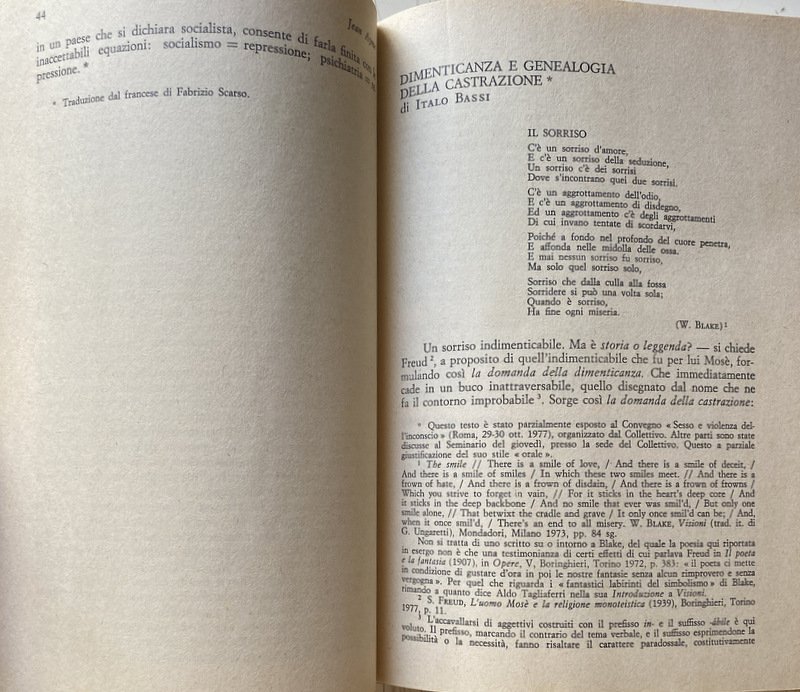 44
Jean
in un paese che si dichiara socialista, consente di farla finita con
inaccettabili equazioni: socialismo = repressione; psichiatria =
pressione. *
* Traduzione dal francese di Fabrizio Scarso.
DIMENTICANZA E GENEALOGIA
DELLA CASTRAZIONE *
di ITALO BASSI
IL SORRISO
C'è un sorriso d'amore,
E c'è un sorriso della seduzione,
Un sorriso c'è dei sorrisi
Dove s'incontrano quei due sorrisi.
C'è un aggrottamento dell'odio,
E c'è un aggrottamento di disdegno,
Ed un aggrottamento c'è degli aggrottamenti
Di cui invano tentate di scordarvi,
Poiché a fondo nel profondo del cuore penetra,
E affonda nelle midolla delle ossa.
E mai nessun sorriso fu sorriso,
Ma solo quel sorriso solo,
Sorriso che dalla culla alla fossa
Sorridere si può una volta sola;
Quando è sorriso,
Ha fine ogni miseria.
(W. BLAKE) 1
Un sorriso indimenticabile. Ma è storia o leggenda? — si chiede
Freud 2, a proposito di quell'indimenticabile che fu per lui Mosè, for-
mulando così la domanda della dimenticanza. Che immediatamente
cade in un buco inattraversabile, quello disegnato dal nome che ne
fa il contorno improbabile 3. Sorge così la domanda della castrazione:
* Questo testo è stato parzialmente esposto al Convegno « Sesso e violenza del-
l'inconscio » (Roma, 29-30 ott. 1977), organizzato dal Collettivo. Altre parti sono state
discusse al Seminario del giovedì, presso la sede del Collettivo. Questo a parziale
giustificazione del suo stile « orale ».
1 The smile // There is a smile of love, / And there is a smile of deceit, /
And there is a smile of smiles / In which these two smiles meet. // And there is a
frown of hate, / And there is a frown of disdain, / And there is a frown of frowns /
Which you strive to forget in vain, // For it sticks in the heart's deep core / And
it sticks in the deep backbone / And no smile that ever was smil'd, / But only one
smile alone, // That betwixt the cradle and grave / It only once smil'd can be; / And,
when it once smil'd, / There's an end to all misery. W. BLAKE, Visioni (trad. it. di
G. Ungaretti), Mondadori, Milano 1973, pp. 84 sg.
Non si tratta di uno scritto su o intorno a Blake, del quale la poesia qui riportata
in esergo non è che una testimonianza di certi effetti di cui parlava Freud in Il poeta
e la fantasia (1907), in Opere, V, Boringhieri, Torino 1972, p. 383: « il poeta ci mette
in condizione di gustare d'ora in poi le nostre fantasie senza alcun rimprovero e senza
vergogna ». Per quel che riguarda i « fantastici labirinti del simbolismo » di Blake,
rimando a quanto dice Aldo Tagliaferri nella sua Introduzione a Visioni.
2 S. FREUD, L'uomo Mosè e la religione monoteistica (1939), Boringhieri, Torino
1977, p. 11.
3 L'accavallarsi di aggettivi costruiti con il prefisso in- e il suffisso -àbile è qui
voluto. Il prefisso, marcando il contrario del tema verbale, e il suffisso esprimendone la
possibilità o la necessità, fanno risaltare il carattere paradossale, costitutivamente